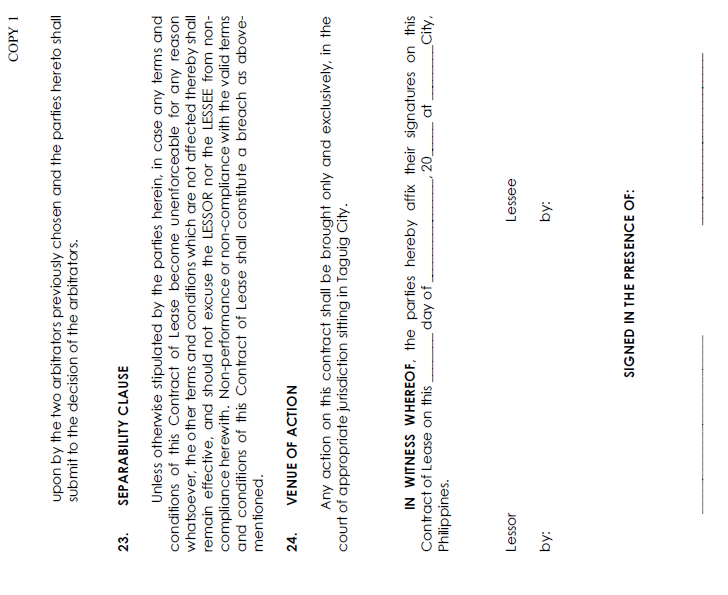 COPY 1
upon by the two arbitrators previously chosen and the parties hereto shall
submit to the decision of the arbitrators.
23. SEPARABILITY CLAUSE
Unless otherwise stipulated by the parties herein, in case any terms and
conditions of this Contract of Lease become unenforceable for any reason
whatsoever, the other terms and conditions which are not affected thereby shall
remain effective, and should not excuse the LESSOR nor the LESSEE from non-
compliance herewith. Non-performance or non-compliance with the valid terms
and conditions of this Contract of Lease shall constitute a breach as above-
mentioned.
24. VENUE OF ACTION
Any action on this contract shall be brought only and exclusively, in the
court of appropriate jurisdiction sitting in Taguig City.
IN WITNESS WHEREOF, the parties hereby affix their signatures on this
Contract of Lease on this ______ day of ______________, 20_____ at _______ City,
Philippines.
Lessor Lessee
by: by:
SIGNED IN THE PRESENCE OF: